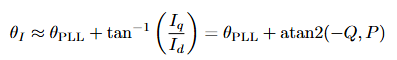 θ_I ≈ θ_PLL + tan⁻¹ (I_q / I_d) = θ_PLL + atan2(−Q, P)